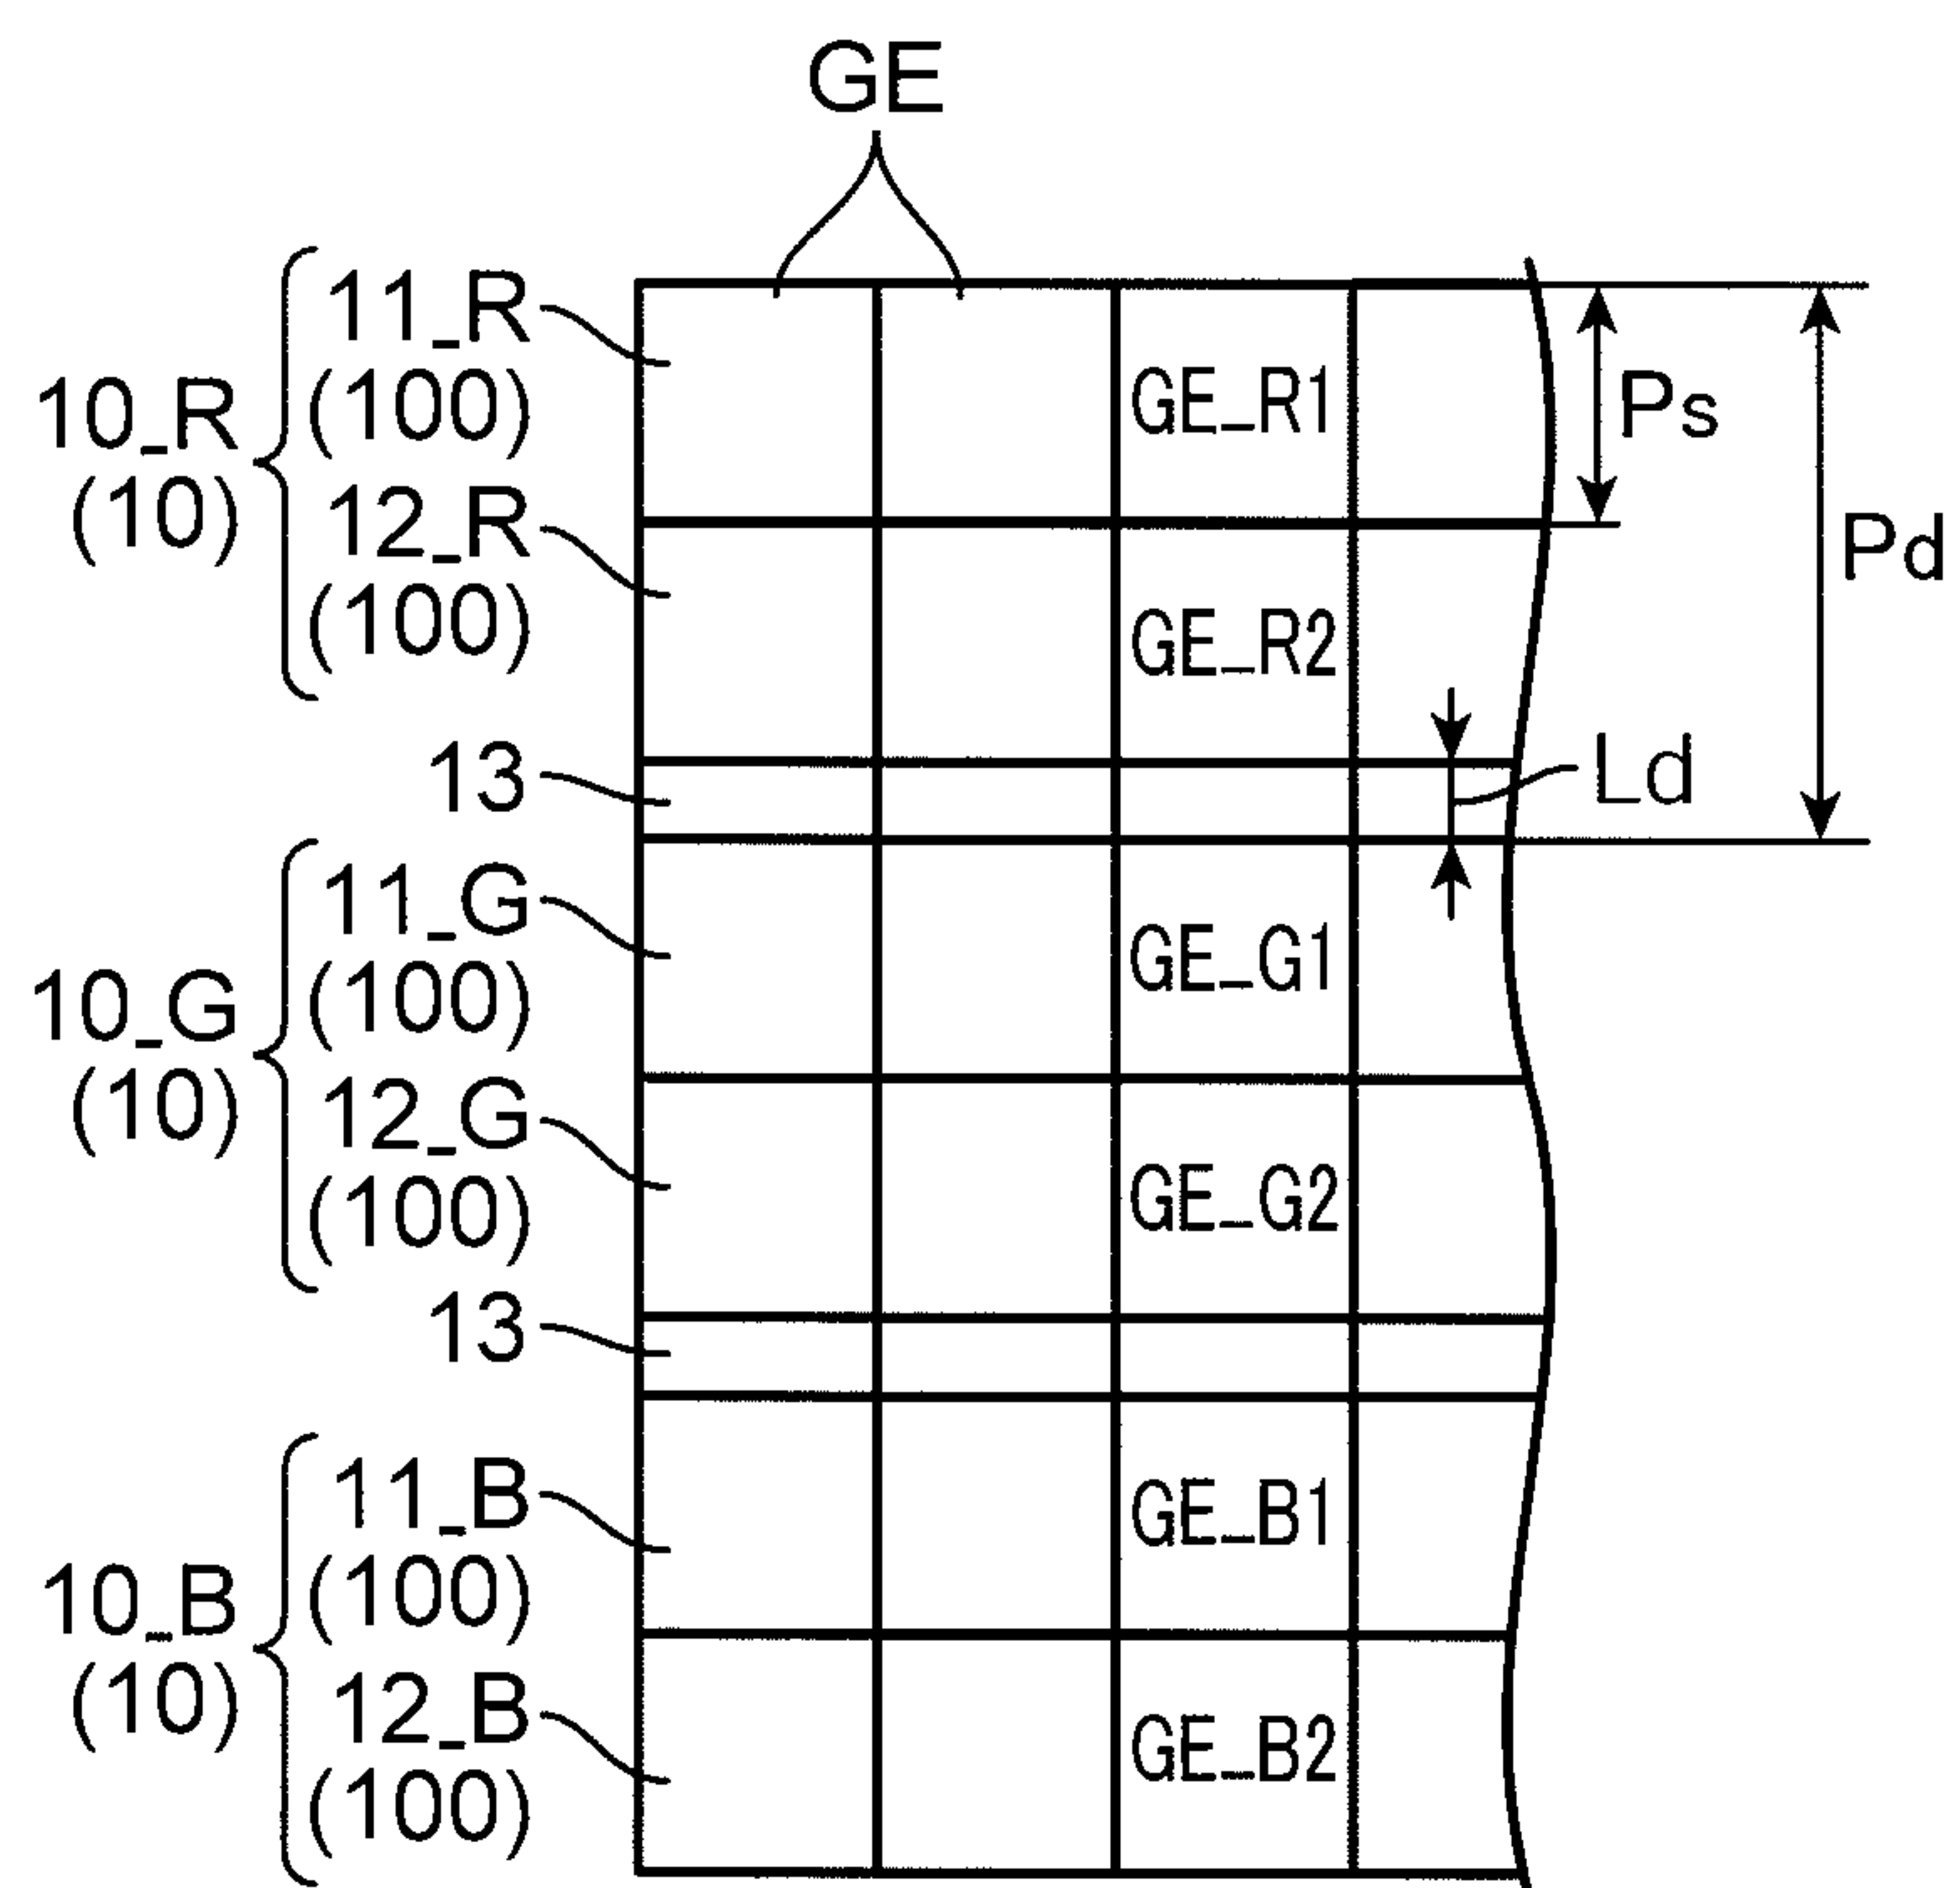 GE
11_R
(100)
10_R
(10)
12_R
(100)
GE_R1
Ps
Pd
GE_R2
13
Ld
11_G
(100)
10_G
(10)
12_G
(100)
GE_G1
GE_G2
13
11_B
(100)
10_B
(10)
12_B
(100)
GE_B1
GE_B2